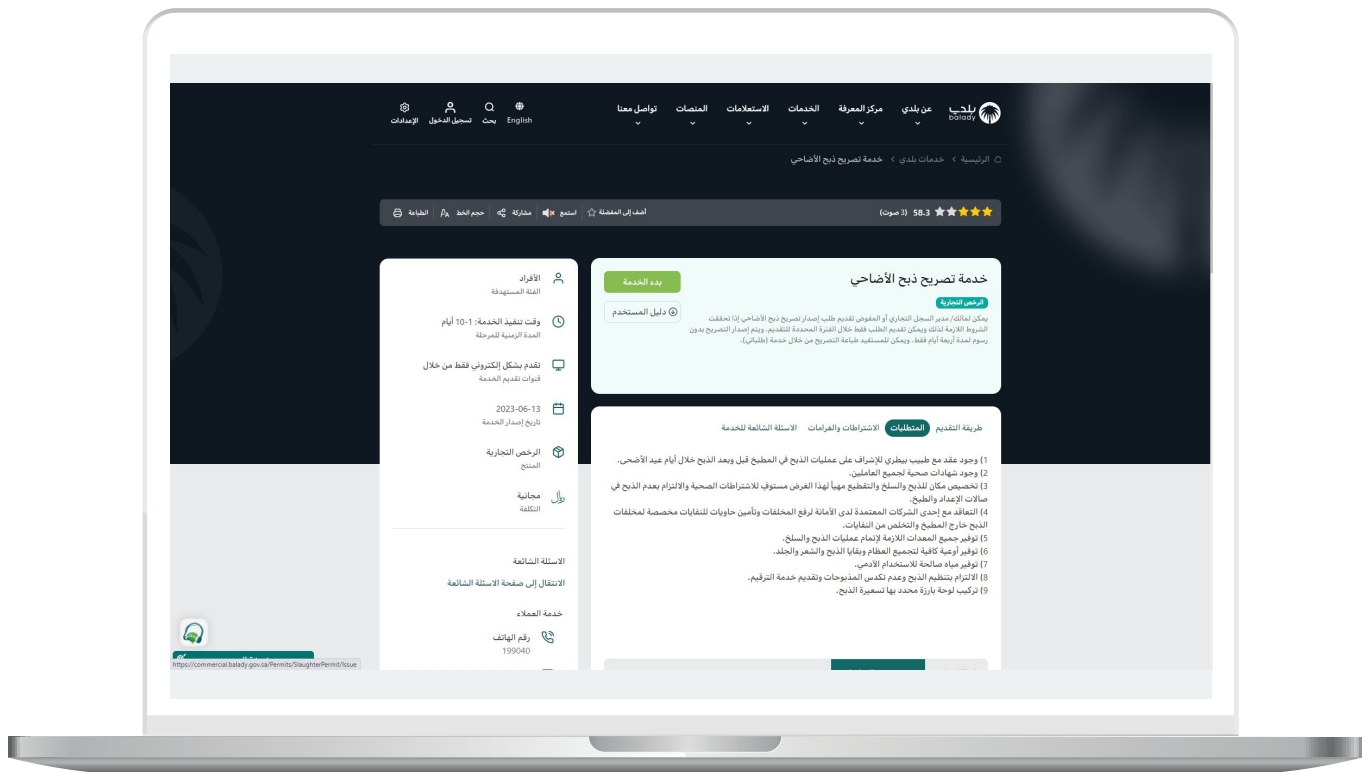 بلدي
balady
عن بلدي
مركز المعرفة
الخدمات
الاستعلامات
المنصات
تواصل معنا
English
بحث
تسجيل الدخول
الإعدادات
الرئيسية > خدمات بلدي > خدمة تصريح ذبح الأضاحي
58.3 (3 صوت)
أضف إلى المفضلة
استمع
مشاركة
حجم الخط
الطباعة
خدمة تصريح ذبح الأضاحي
الرخص التجارية
يمكن لمالك/ مدير السجل التجاري أو المفوض تقديم طلب إصدار تصريح ذبح الأضاحي إذا تحققت
الشروط اللازمة لذلك ويمكن تقديم الطلب فقط خلال الفترة المحددة للتقديم. ويتم إصدار التصريح بدون
رسوم لمدة أربعة أيام فقط. ويمكن للمستفيد طباعة التصريح من خلال خدمة (طلباتي).
بدء الخدمة
دليل المستخدم
طريقة التقديم
المتطلبات
الاشتراطات والغرامات
الاسئلة الشائعة للخدمة
1) وجود عقد مع طبيب بيطري للإشراف على عمليات الذبح في المطبخ قبل وبعد الذبح خلال أيام عيد الأضحى.
2) وجود شهادات صحية لجميع العاملين.
3) تخصيص مكان للذبح والسلخ والتقطيع مهيأ لهذا الغرض مستوفٍ للاشتراطات الصحية والالتزام بعدم الذبح في
صالات الإعداد والطبخ.
4) التعاقد مع إحدى الشركات المعتمدة لدى الأمانة لرفع المخلفات وتأمين حاويات للنفايات مخصصة لمخلفات
الذبح خارج المطبخ والتخلص من النفايات.
5) توفير جميع المعدات اللازمة لإتمام عمليات الذبح والسلخ.
6) توفير أوعية كافية لتجميع العظام وبقايا الذبح والشعر والجلد.
7) توفير مياه صالحة للاستخدام الآدمي.
8) الالتزام بتنظيم الذبح وعدم تكدس المذبوحات وتقديم خدمة الترقيم.
9) تركيب لوحة بارزة محدد بها تسعيرة الذبح.
الأفراد
الفئة المستهدفة
وقت تنفيذ الخدمة: 1-10 أيام
المدة الزمنية للمرحلة
تقدم بشكل إلكتروني فقط من خلال
قنوات تقديم الخدمة
2023-06-13
تاريخ إصدار الخدمة
الرخص التجارية
المنتج
ريال
مجانية
التكلفة
الاسئلة الشائعة
الانتقال إلى صفحة الاسئلة الشائعة
خدمة العملاء
رقم الهاتف
199040
https://commercial.balady.gov.sa/Permits/SlaughterPermit/Issue